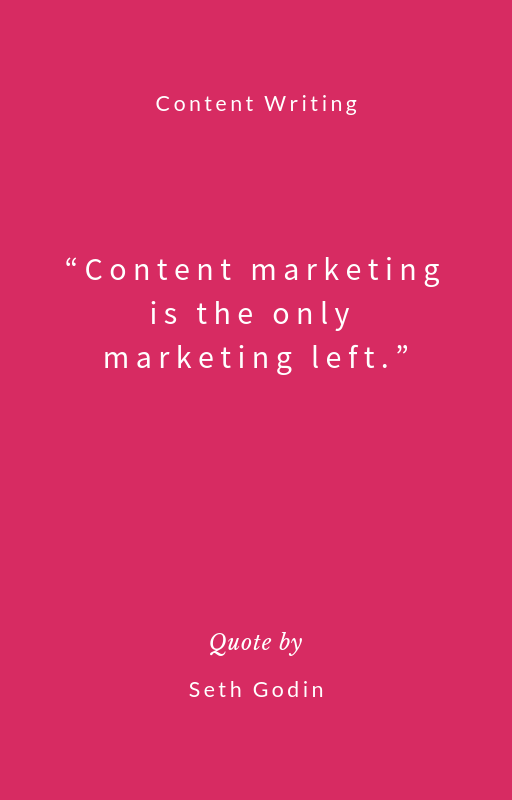 Content Writing
“Content marketing
is the only
marketing left.”
Quote by
Seth Godin